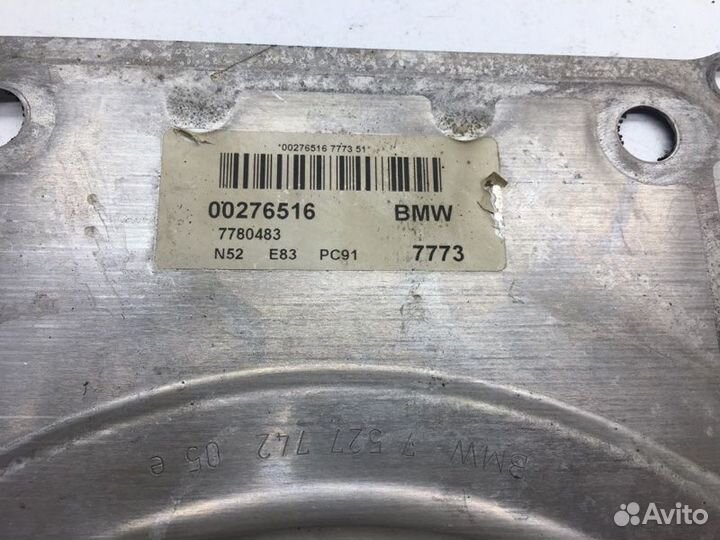 *00276516 7773 51*
00276516 BMW
7780483
N52 E83 PC91 7773
BMW 7 527 742 05 e
Avito